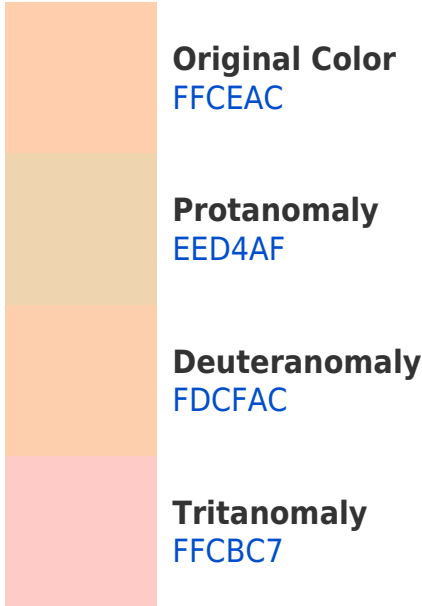 Original Color
FFCEAC
Protanomaly
EED4AF
Deuteranomaly
FDCFAC
Tritanomaly
FFCBC7